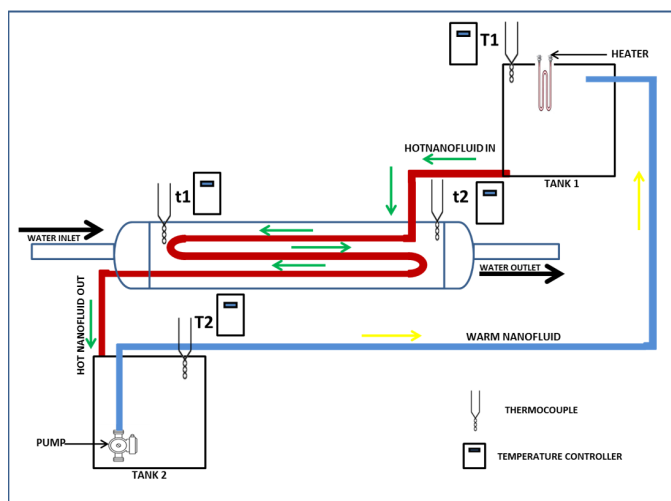 T1
HEATER
HOTNANOFLUID IN
TANK 1
t1
t2
WATER INLET
WATER OUTLET
HOT NANOFLUID OUT
T2
WARM NANOFLUID
PUMP
TANK 2
THERMOCOUPLE
TEMPERATURE CONTROLLER